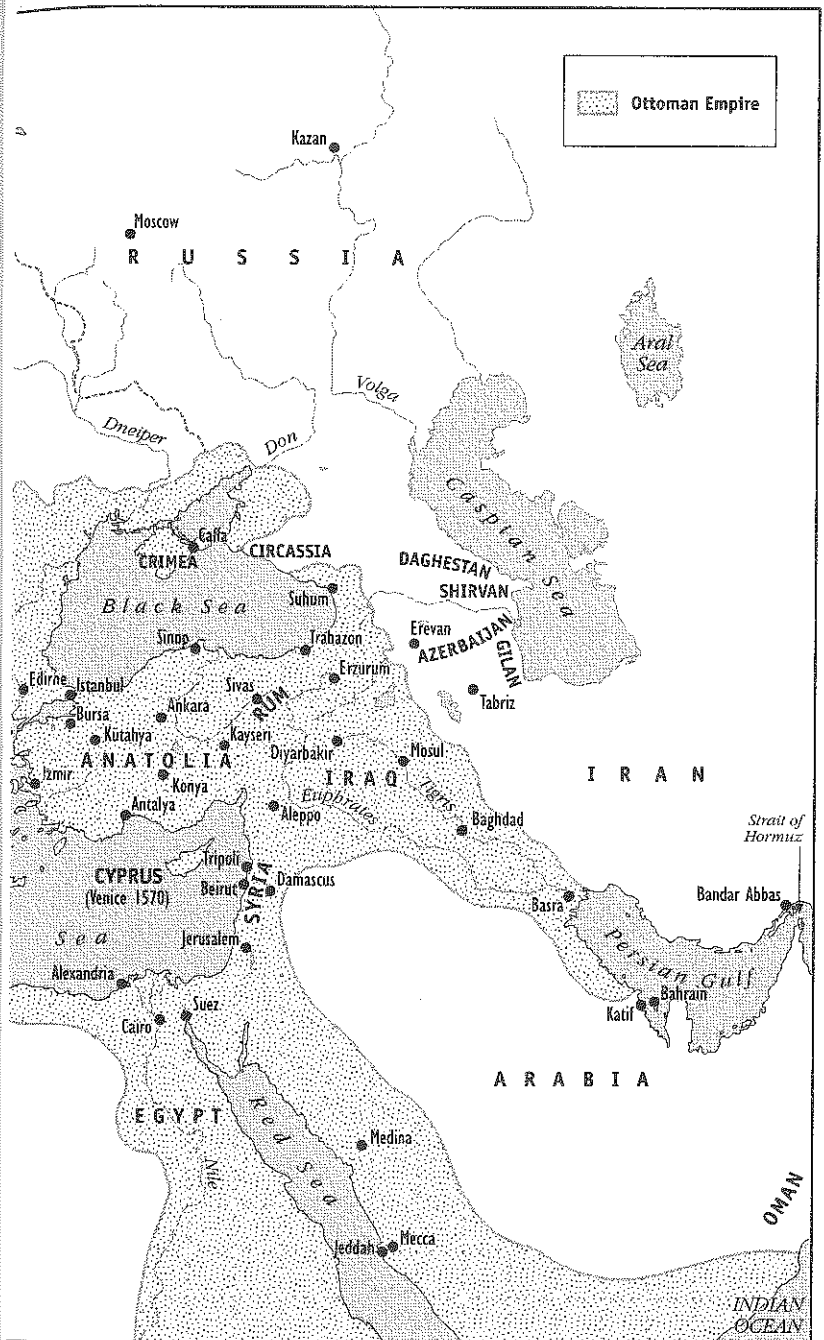 Ottoman Empire
Kazan
Moscow
RUSSIA
Aral
Sea
Volga
Dneiper
Don
Caspian Sea
Caffa
CRIMEA
CIRCASSIA
DAGHESTAN
SHIRVAN
Black Sea
Suhum
Erevan
AZERBAIJAN
GILAN
Sinop
Trabazon
Edirne
Istanbul
Sivas
RUM
Erzurum
Tabriz
Bursa
Ankara
Kutahya
Kayseri
Diyarbakir
Mosul
ANATOLIA
IRAQ
IRAN
Izmir
Konya
Euphrates
Tigris
Antalya
Aleppo
Baghdad
Strait of
Hormuz
CYPRUS
(Venice 1570)
Tripoli
Beirut
SYRIA
Damascus
Basra
Bandar Abbas
Sea
Jerusalem
Persian Gulf
Alexandria
Suez
Cairo
Katif
Bahrain
ARABIA
EGYPT
Red Sea
Medina
Nile
OMAN
Jeddah
Mecca
INDIAN
OCEAN